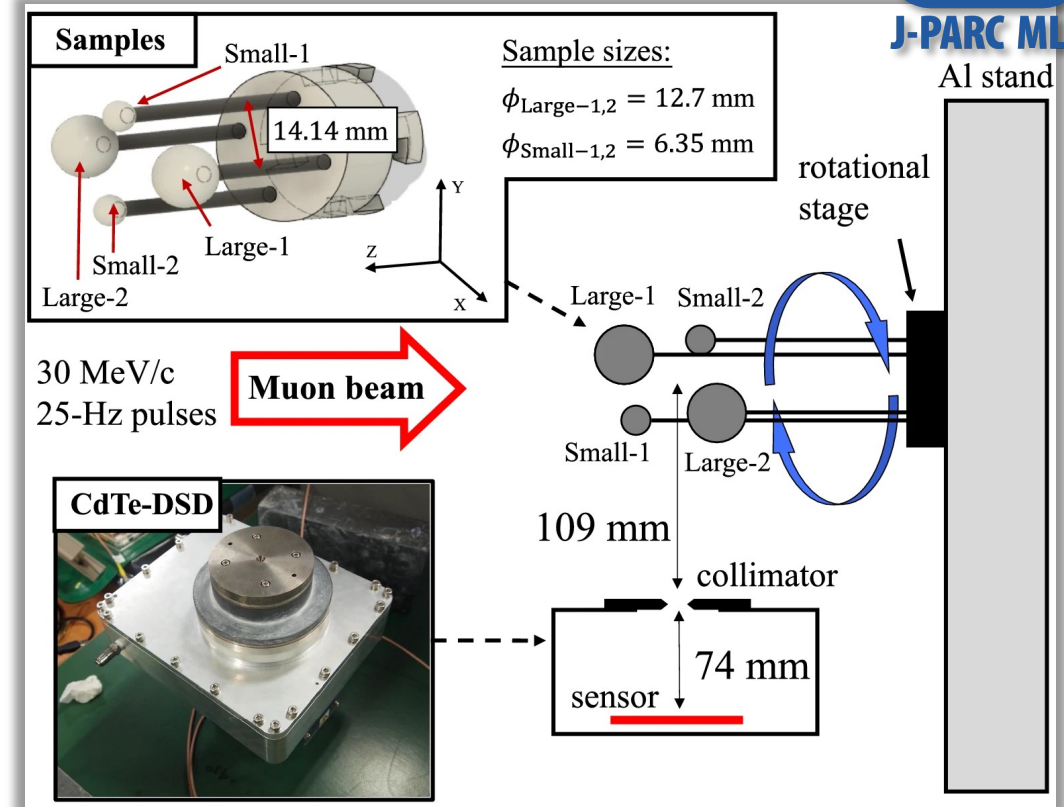 J-PARC ML
Samples
Small-1
14.14 mm
Large-1
Small-2
Large-2
Y
Z
X
Sample sizes:
ϕLarge−1,2 = 12.7 mm
ϕSmall−1,2 = 6.35 mm
Al stand
rotational
stage
Large-1
Small-2
30 MeV/c
25-Hz pulses
Muon beam
Small-1
Large-2
CdTe-DSD
109 mm
collimator
74 mm
sensor